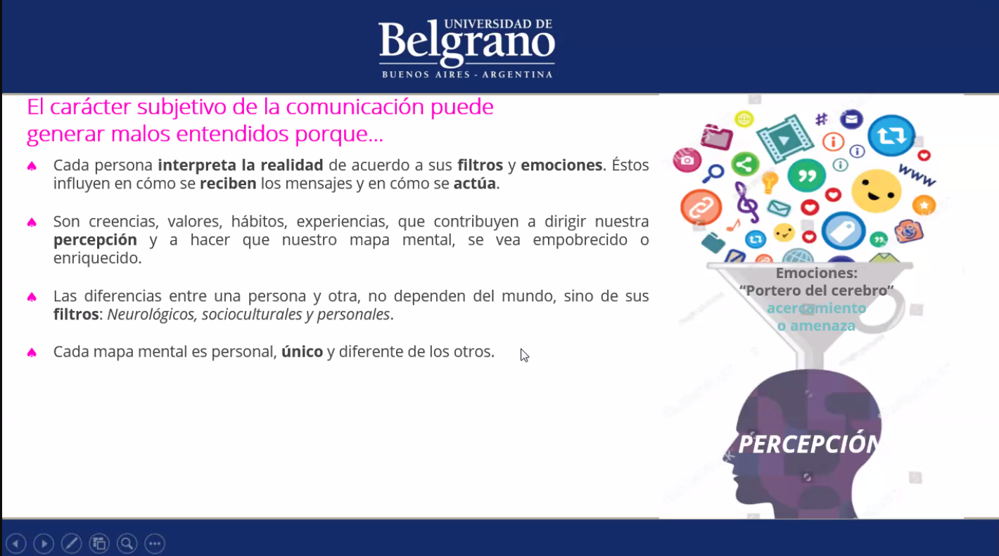 UNIVERSIDAD DE
Belgrano
BUENOS AIRES - ARGENTINA
El carácter subjetivo de la comunicación puede
generar malos entendidos porque...
Cada persona interpreta la realidad de acuerdo a sus filtros y emociones. Éstos
influyen en cómo se reciben los mensajes y en cómo se actúa.
Son creencias, valores, hábitos, experiencias, que contribuyen a dirigir nuestra
percepción y a hacer que nuestro mapa mental, se vea empobrecido o
enriquecido.
Las diferencias entre una persona y otra, no dependen del mundo, sino de sus
filtros: Neurológicos, socioculturales y personales.
Cada mapa mental es personal, único y diferente de los otros.
#
www
Emociones:
“Portero del cerebro”
acercamiento
o amenaza
PERCEPCIÓN